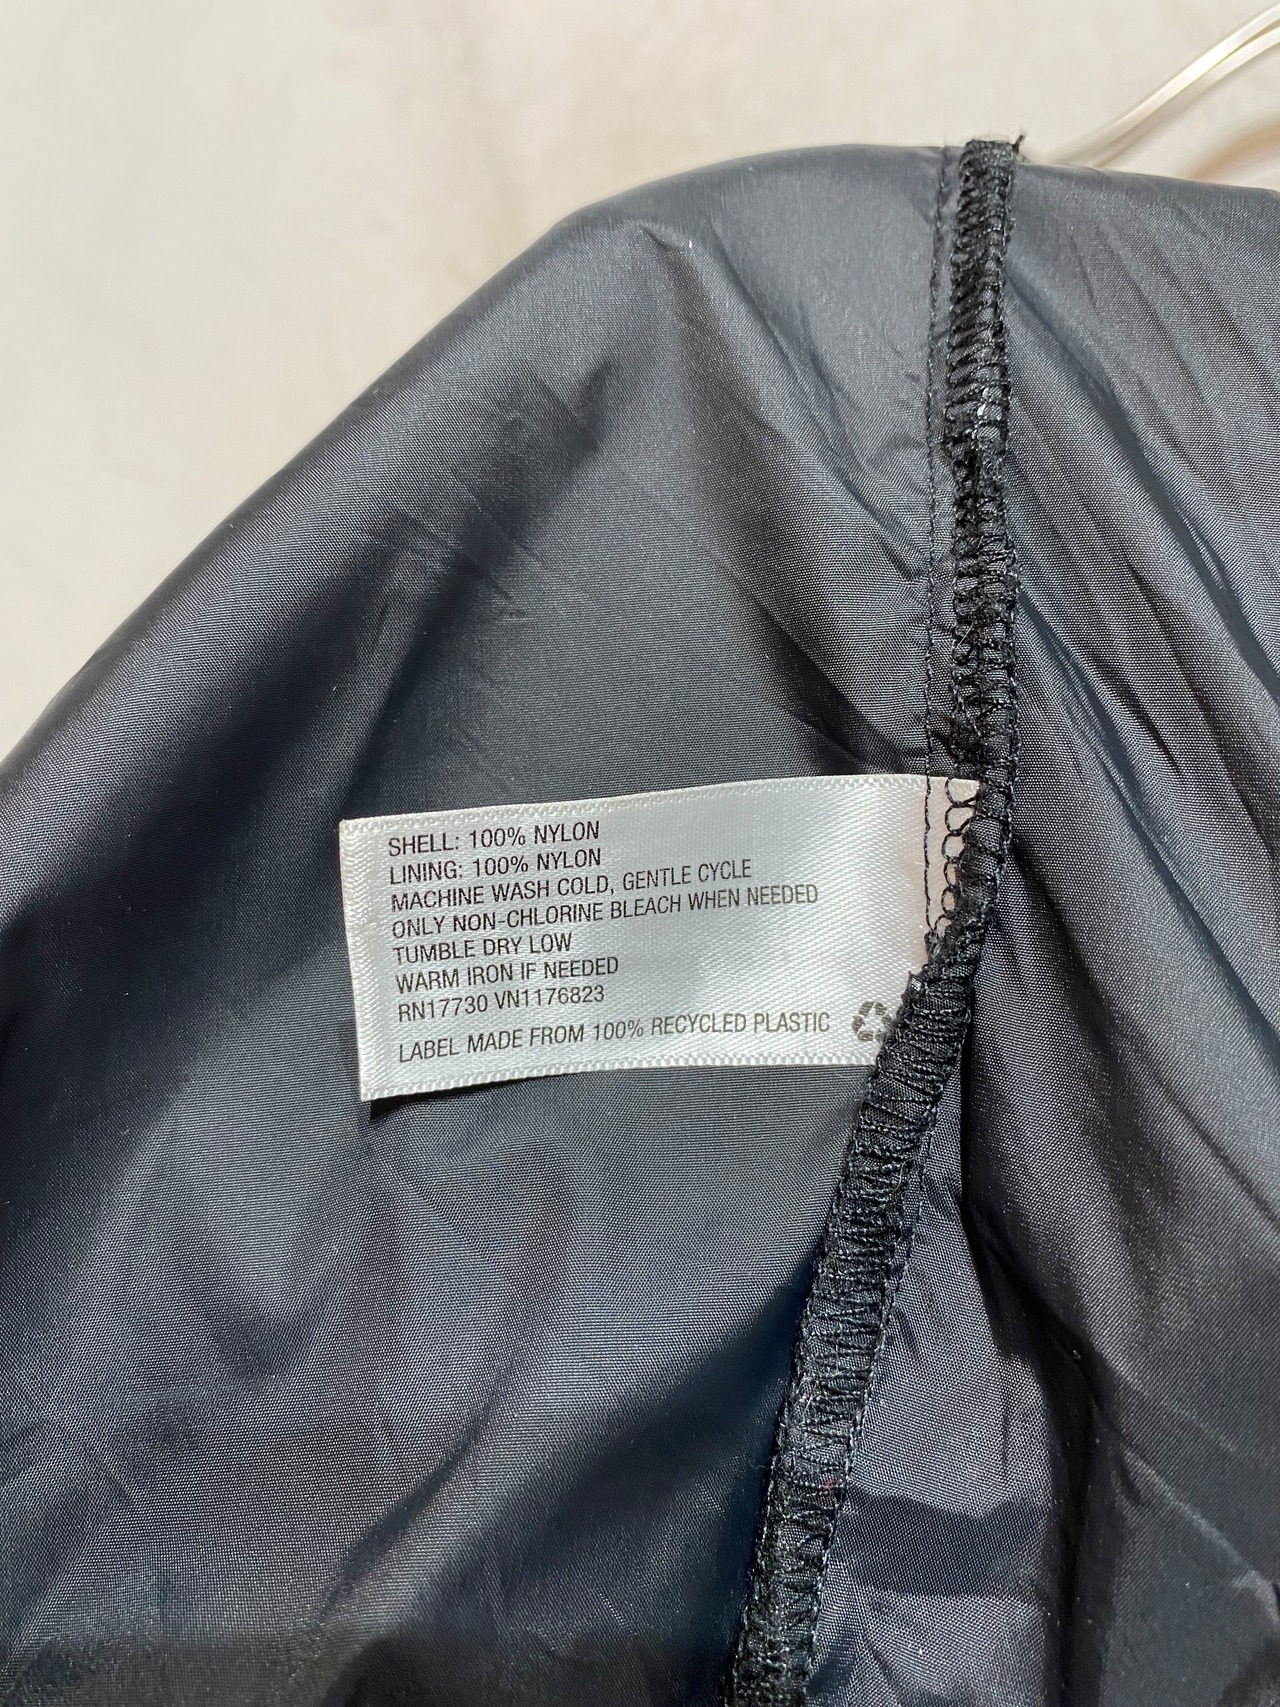 SHELL: 100% NYLON
LINING: 100% NYLON
MACHINE WASH COLD, GENTLE CYCLE
ONLY NON-CHLORINE BLEACH WHEN NEEDED
TUMBLE DRY LOW
WARM IRON IF NEEDED
RN17730 VN1176823
LABEL MADE FROM 100% RECYCLED PLASTIC